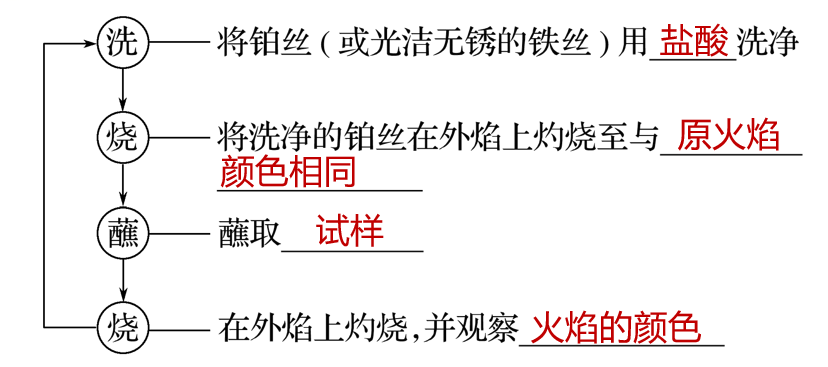 洗 将铂丝(或光洁无锈的铁丝)用盐酸洗净
烧 将洗净的铂丝在外焰上灼烧至与原火焰
颜色相同
蘸 蘸取试样
烧 在外焰上灼烧,并观察火焰的颜色